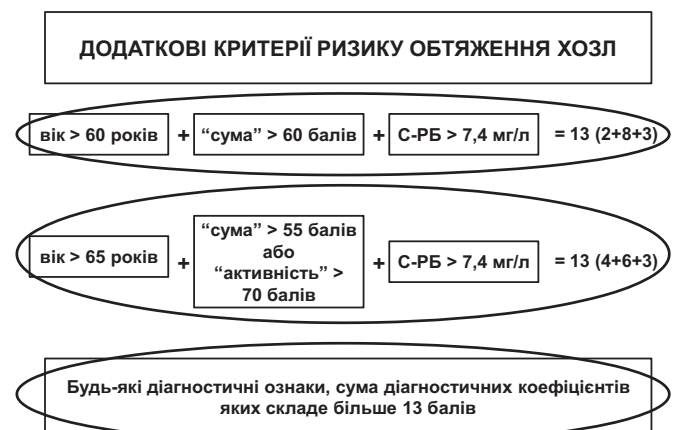 ДОДАТКОВІ КРИТЕРІЇ РИЗИКУ ОБТЯЖЕННЯ ХОЗЛ
вік > 60 років + “сума” > 60 балів + С-РБ > 7,4 мг/л = 13 (2+8+3)
вік > 65 років + “сума” > 55 балів
або
“активність” >
70 балів + С-РБ > 7,4 мг/л = 13 (4+6+3)
Будь-які діагностичні ознаки, сума діагностичних коефіцієнтів
яких складе більше 13 балів